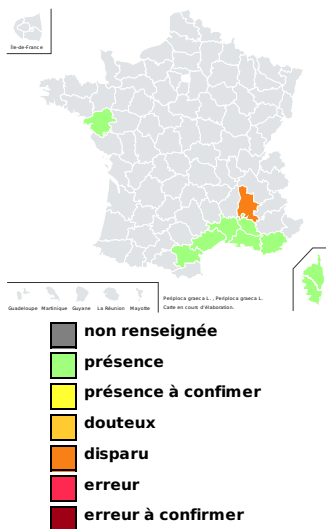 Île-de-France
Guadeloupe Martinique Guyane La Réunion Mayotte
Periploca graeca L. , Periploca graeca L.
Carte en cours d'élaboration.
non renseignée
présence
présence à confimer
douteux
disparu
erreur
erreur à confirmer